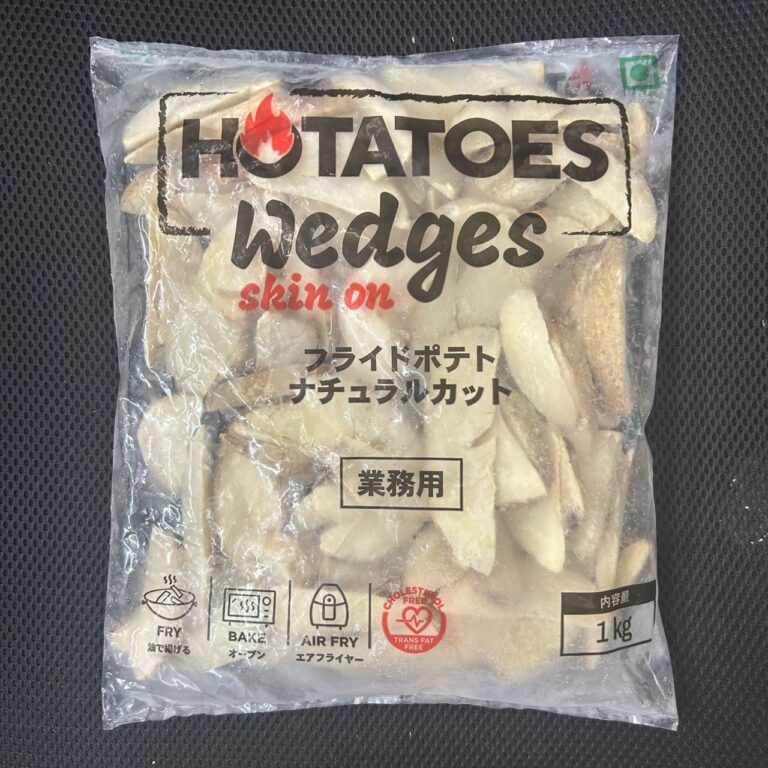 HOTATOES
Wedges
skin on
フライドポテト
ナチュラルカット
業務用
FRY
油で揚げる
BAKE
オーブン
AIR FRY
エアフライヤー
CHOLESTEROL
FREE
TRANS FAT
FREE
内容量
1 kg